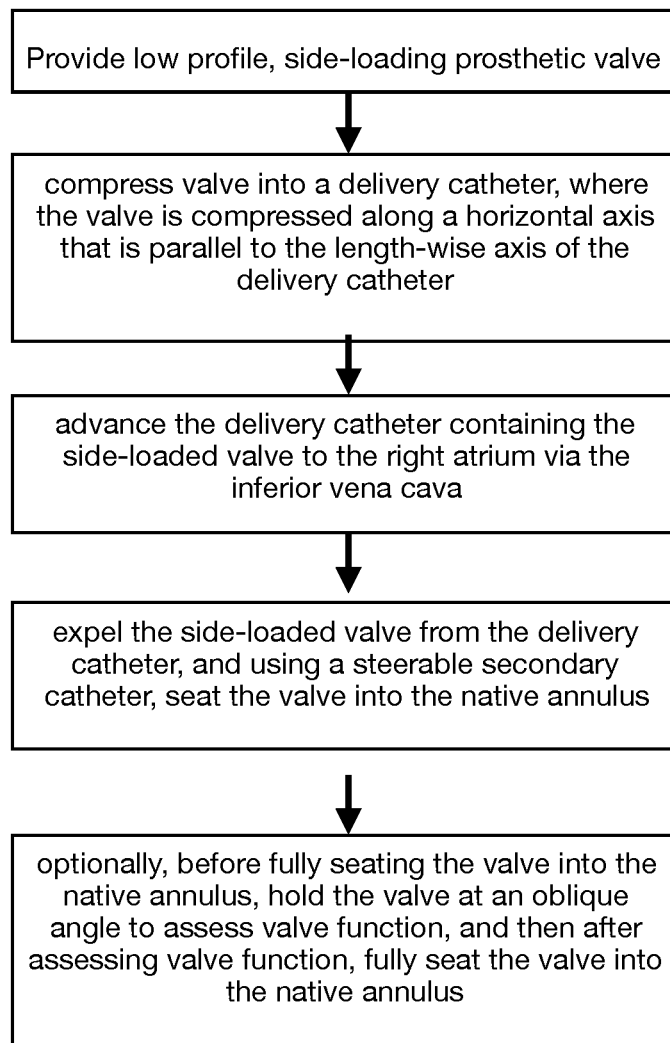 Provide low profile, side-loading prosthetic valve
compress valve into a delivery catheter, where
the valve is compressed along a horizontal axis
that is parallel to the length-wise axis of the
delivery catheter
advance the delivery catheter containing the
side-loaded valve to the right atrium via the
inferior vena cava
expel the side-loaded valve from the delivery
catheter, and using a steerable secondary
catheter, seat the valve into the native annulus
optionally, before fully seating the valve into the
native annulus, hold the valve at an oblique
angle to assess valve function, and then after
assessing valve function, fully seat the valve into
the native annulus